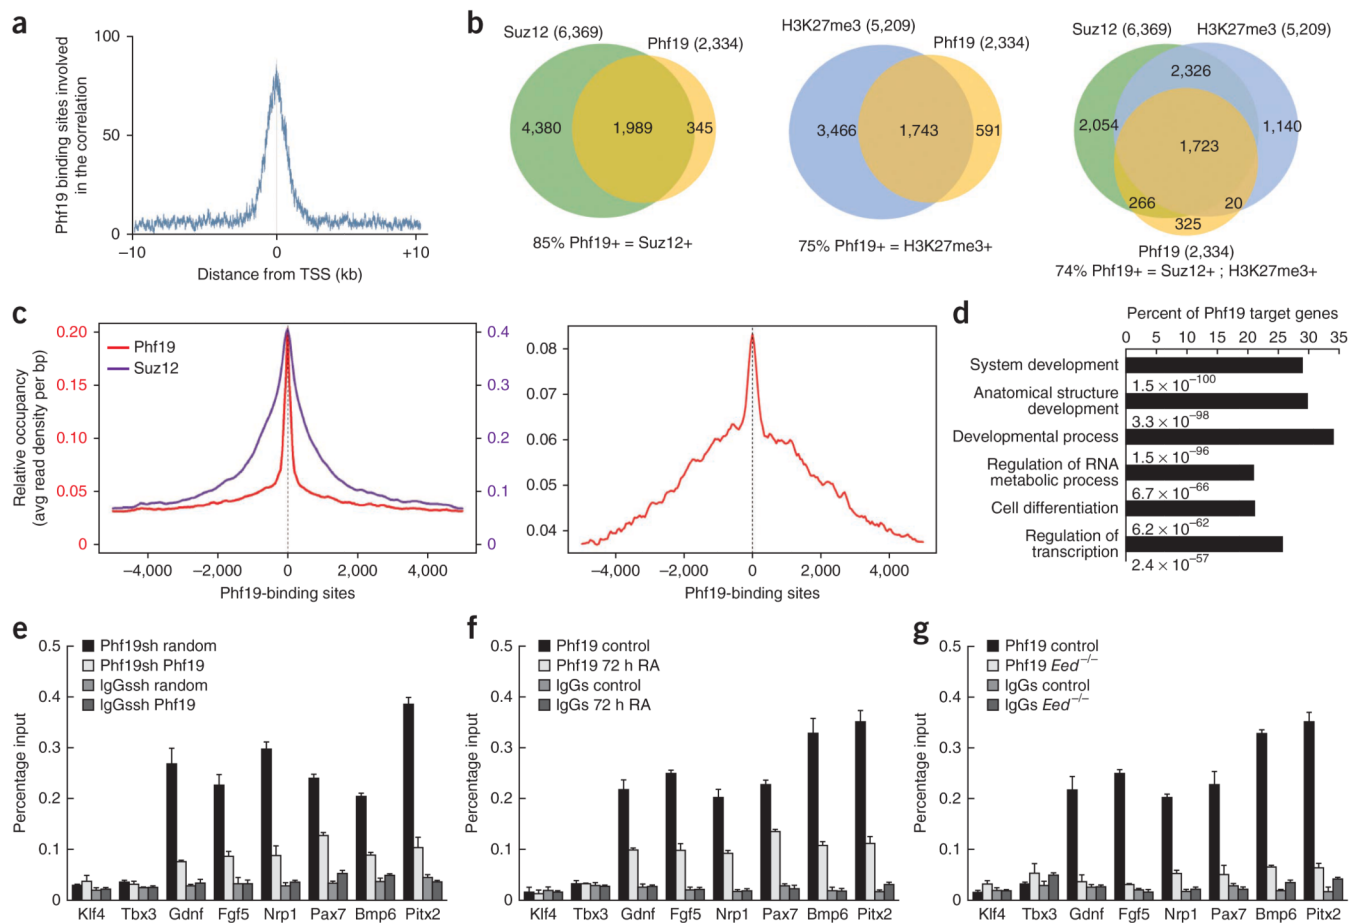 a
Phf19 binding sites involved
in the correlation
100
50
0
–10
0
+10
Distance from TSS (kb)
b
Suz12 (6,369)
Phf19 (2,334)
4,380
1,989
345
85% Phf19+ = Suz12+
H3K27me3 (5,209)
Phf19 (2,334)
3,466
1,743
591
75% Phf19+ = H3K27me3+
Suz12 (6,369)
H3K27me3 (5,209)
2,326
2,054
1,140
1,723
266
20
325
Phf19 (2,334)
74% Phf19+ = Suz12+ ; H3K27me3+
c
Relative occupancy
(avg read density per bp)
0.20
0.15
0.10
0.05
0
Phf19
Suz12
0.4
0.3
0.2
0.1
0
–4,000
–2,000
0
2,000
4,000
Phf19-binding sites
0.08
0.07
0.06
0.05
0.04
–4,000
–2,000
0
2,000
4,000
Phf19-binding sites
d
Percent of Phf19 target genes
0 5 10 15 20 25 30 35
System development
1.5 × 10⁻¹⁰⁰
Anatomical structure
development
3.3 × 10⁻⁹⁸
Developmental process
1.5 × 10⁻⁹⁶
Regulation of RNA
metabolic process
6.7 × 10⁻⁶⁶
Cell differentiation
6.2 × 10⁻⁶²
Regulation of
transcription
2.4 × 10⁻⁵⁷
e
Percentage input
0.5
0.4
0.3
0.2
0.1
0
Phf19sh random
Phf19sh Phf19
IgGssh random
IgGssh Phf19
Klf4 Tbx3 Gdnf Fgf5 Nrp1 Pax7 Bmp6 Pitx2
f
Percentage input
0.5
0.4
0.3
0.2
0.1
0
Phf19 control
Phf19 72 h RA
IgGs control
IgGs 72 h RA
Klf4 Tbx3 Gdnf Fgf5 Nrp1 Pax7 Bmp6 Pitx2
g
Percentage input
0.5
0.4
0.3
0.2
0.1
0
Phf19 control
Phf19 Eed⁻/⁻
IgGs control
IgGs Eed⁻/⁻
Klf4 Tbx3 Gdnf Fgf5 Nrp1 Pax7 Bmp6 Pitx2